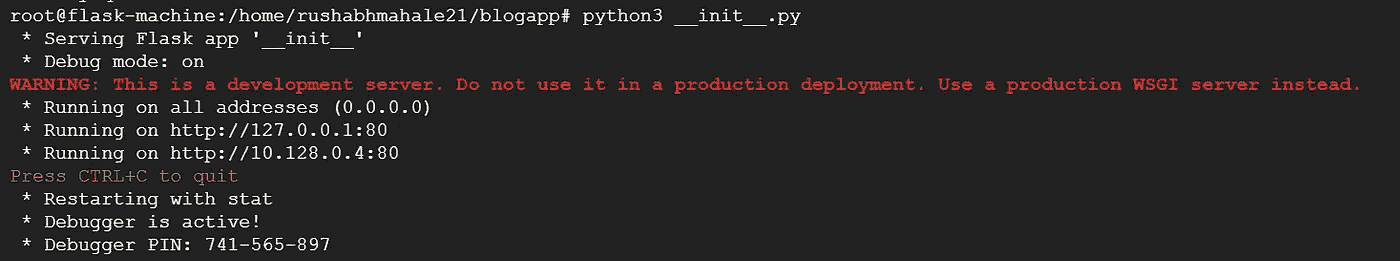 root@flask-machine:/home/rushabhmahale21/blogapp# python3 __init__.py
* Serving Flask app '__init__'
* Debug mode: on
WARNING: This is a development server. Do not use it in a production deployment. Use a production WSGI server instead.
* Running on all addresses (0.0.0.0)
* Running on http://127.0.0.1:80
* Running on http://10.128.0.4:80
Press CTRL+C to quit
* Restarting with stat
* Debugger is active!
* Debugger PIN: 741-565-897